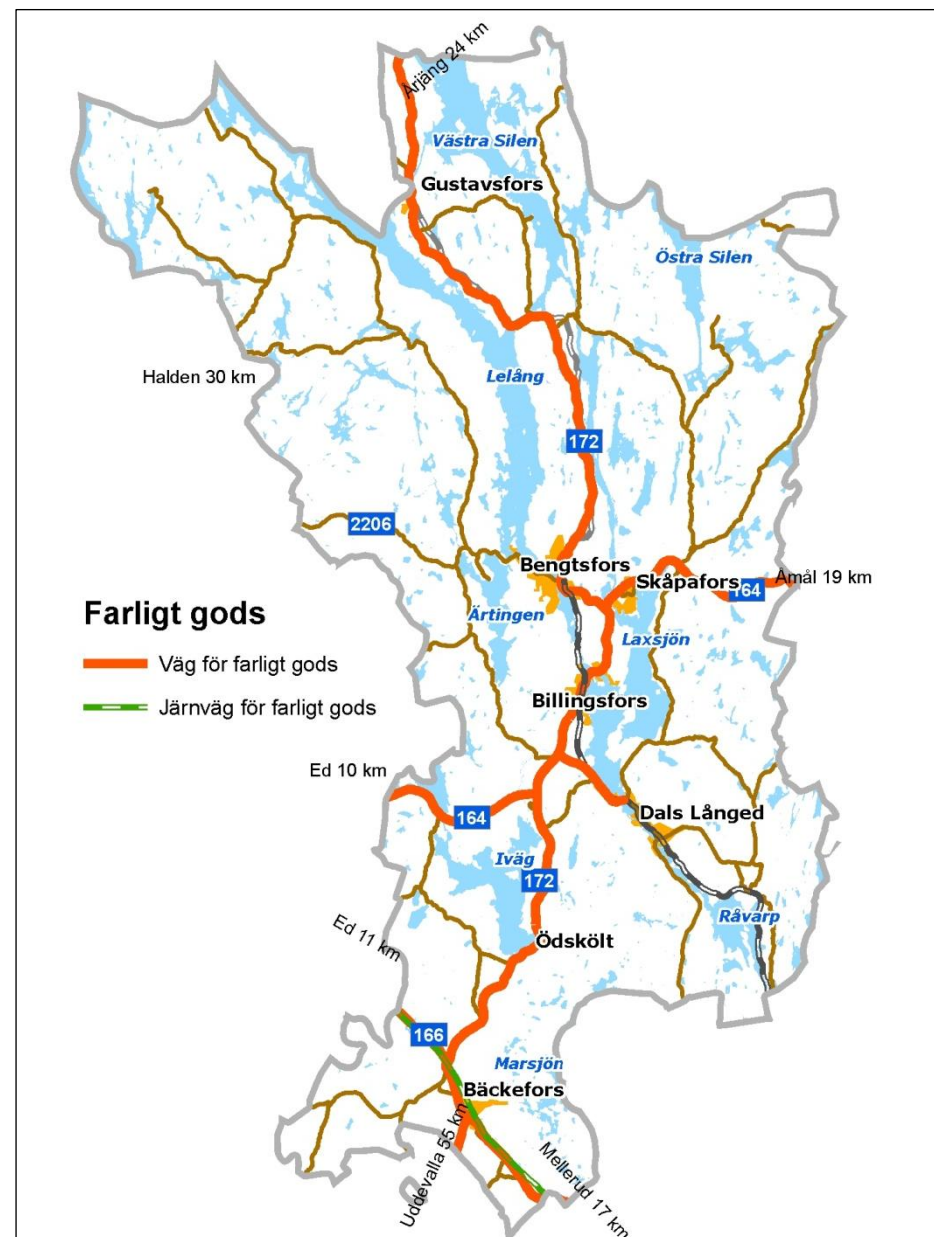 Årjäng 24 km
Västra Silen
Gustavsfors
Östra Silen
Halden 30 km
Lelång
172
2206
Bengtsfors
Skåpafors
Åmål 19 km
164
Farligt gods
Ärtingen
Laxsjön
Väg för farligt gods
Järnväg för farligt gods
Billingsfors
Ed 10 km
Dals Långed
164
Iväg
172
Råvarp
Ed 11 km
Ödskölt
166
Marsjön
Bäckefors
Uddevalla 55 km
Mellerud 17 km